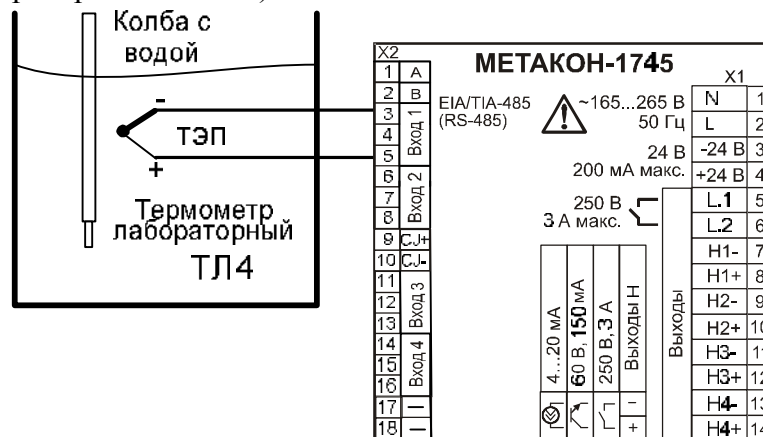 Колба с
водой
-
ТЭП
+
Термометр
лабораторный
ТЛ4
X2
МЕТАКОН-1745
X1
1 A
2 B
3
4
5
Вход 1
6
7
8
Вход 2
9 CJ+
10 CJ-
11
12
13
Вход 3
14
15
16
Вход 4
17 —
18 —
EIA/TIA-485
(RS-485)
~165...265 В
50 Гц
24 В
200 мА макс.
250 В
3 А макс.
4...20 мА
60 В, 150 мА
250 В, 3 А
Выходы Н
-
+
Выходы
N 1
L 2
-24 В 3
+24 В 4
L.1 5
L.2 6
H1- 7
H1+ 8
H2- 9
H2+ 10
H3- 11
H3+ 12
H4- 13
H4+ 14